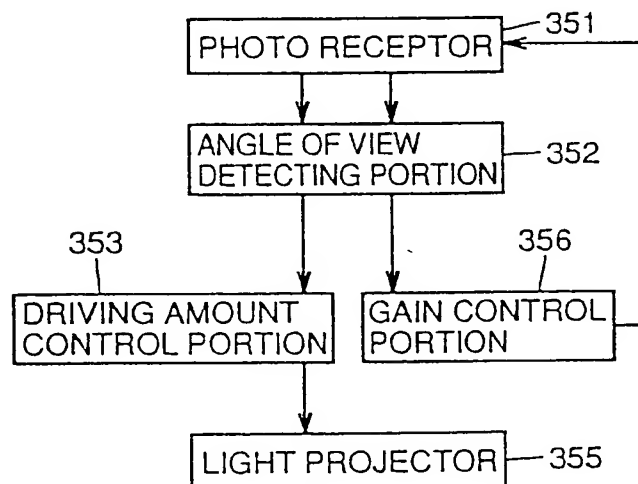 351
PHOTO RECEPTOR
ANGLE OF VIEW
DETECTING PORTION
352
353
356
DRIVING AMOUNT
CONTROL PORTION
GAIN CONTROL
PORTION
LIGHT PROJECTOR
355